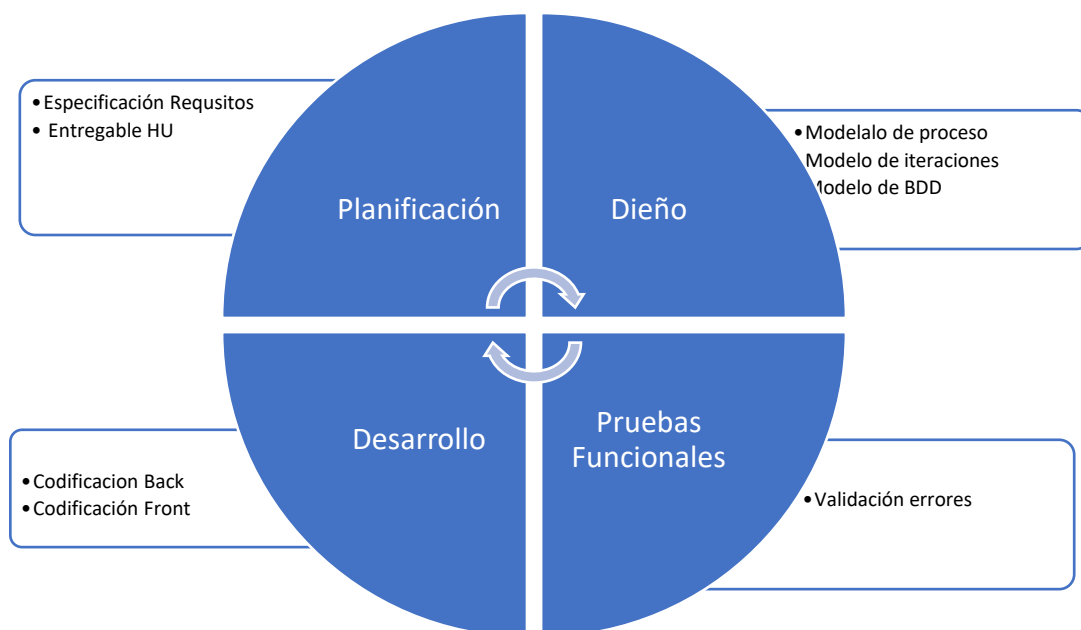 •Especificación Requsitos
• Entregable HU
Planificación
Dieño
•Modelalo de proceso
Modelo de iteraciones
Modelo de BDD
Desarrollo
•Codificacion Back
•Codificación Front
Pruebas
Funcionales
•Validación errores